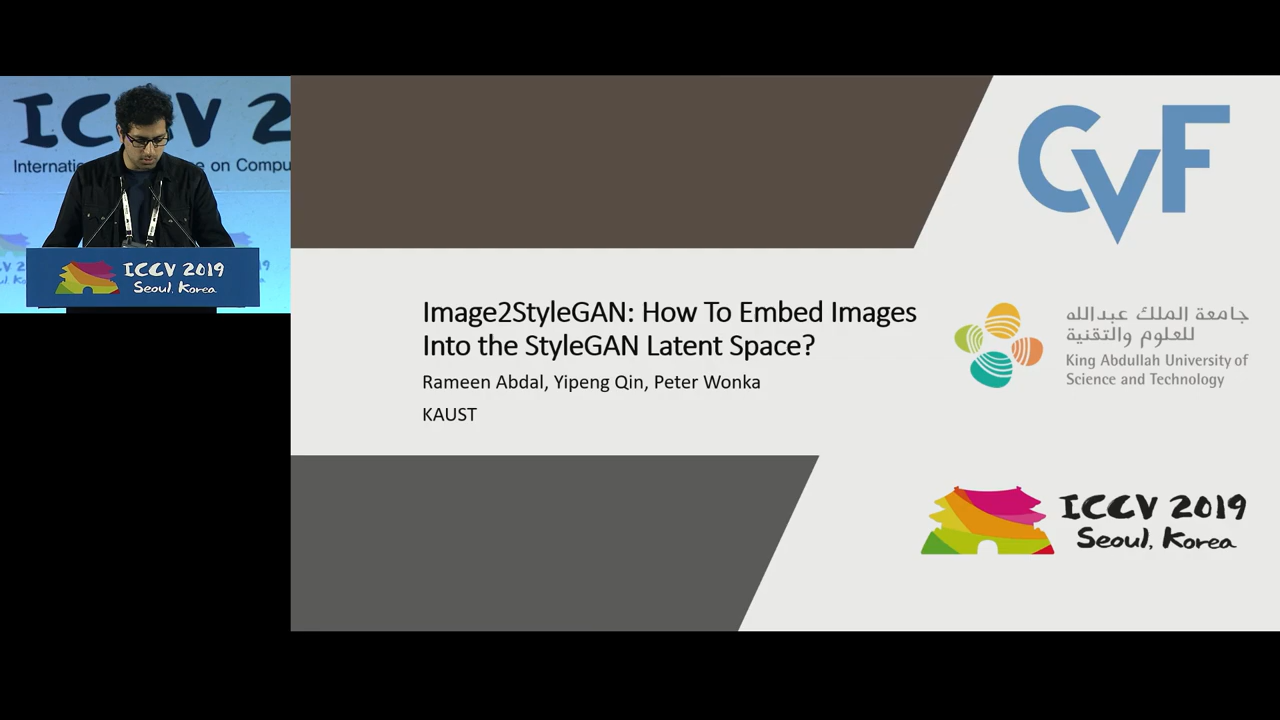 ICCV 2
Internatio
e on Compu
ICCV 2019
Seoul, Korea
CVF
Image2StyleGAN: How To Embed Images
Into the StyleGAN Latent Space?
Rameen Abdal, Yipeng Qin, Peter Wonka
KAUST
جامعة الملك عبدالله
للعلوم والتقنية
King Abdullah University of
Science and Technology
ICCV 2019
Seoul, Korea